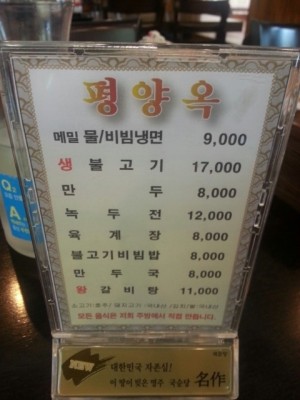 평양옥
메밀 물/비빔냉면 9,000
생불고기 17,000
만두 8,000
녹두전 12,000
육개장 8,000
불고기비빔밥 8,000
만두국 8,000
왕갈비탕 11,000
모든 음식은 저희 주방에서 직접 만듭니다.
대한민국 자존심!
名作
Q
A